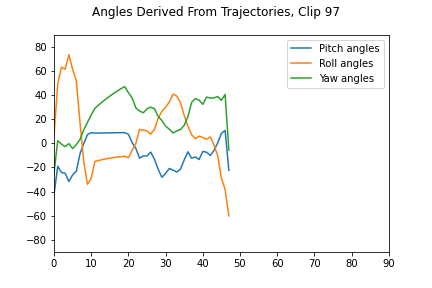 Angles Derived From Trajectories, Clip 97
Pitch angles
Roll angles
Yaw angles
80
60
40
20
0
−20
−40
−60
−80
0 10 20 30 40 50 60 70 80 90